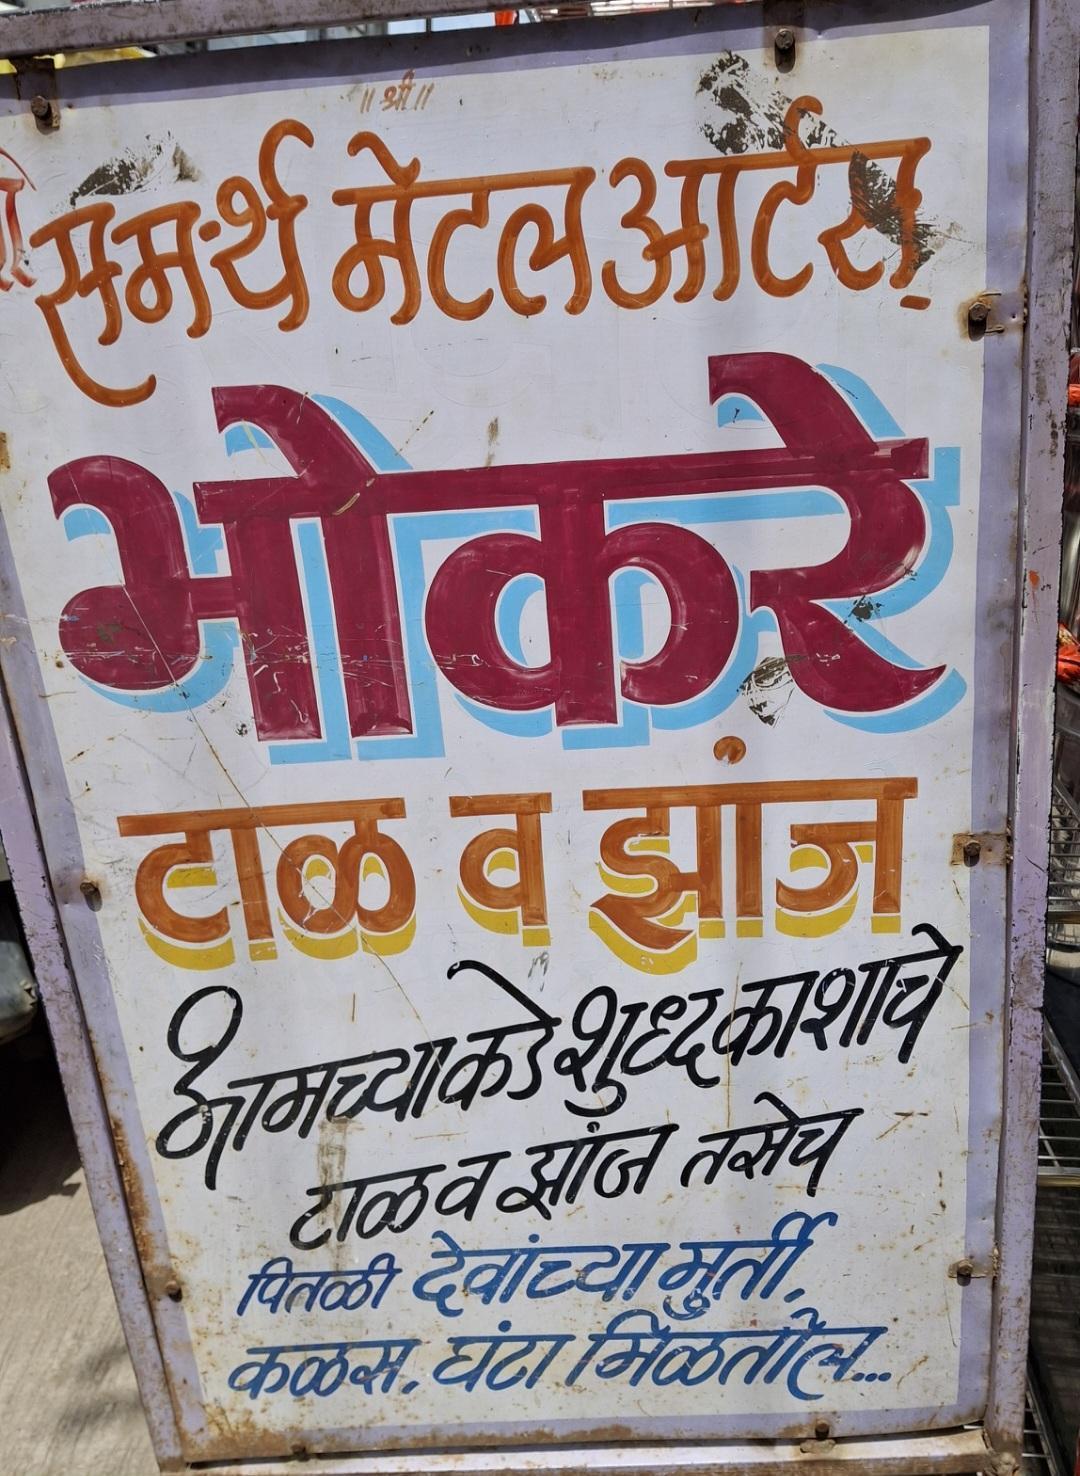 ॥ श्री ॥
समर्थ मेटल आर्टस्
भोकरे
टाळ व झांज
आमच्याकडे शुध्द काशाचे
टाळ व झांज तसेच
पितळी देवांच्या मुर्ती,
कळस, घंटा मिळतील...